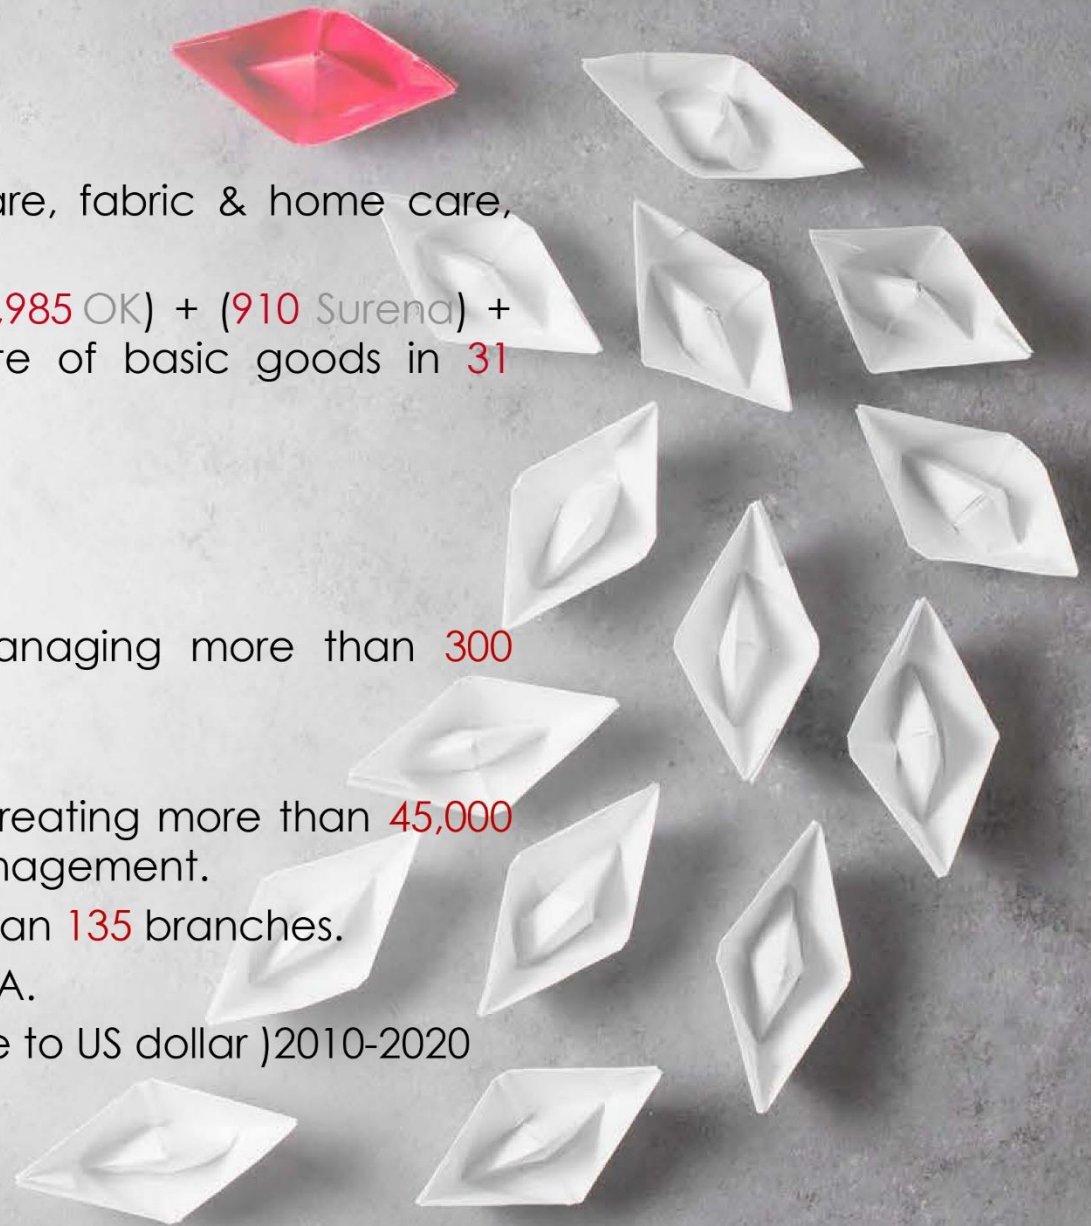 are, fabric & home care,
,985 OK) + (910 Surena) +
te of basic goods in 31
anaging more than 300
reating more than 45,000
nagement.
an 135 branches.
A.
e to US dollar )2010-2020